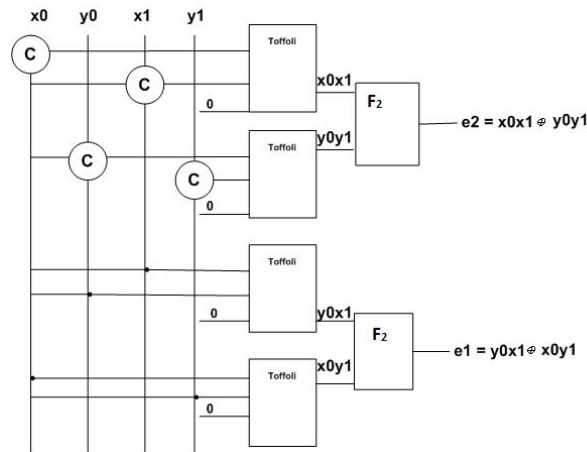 x0 y0 x1 y1
Toffoli
C
C
x0x1
0
F2
e2 = x0x1 ⊕ y0y1
Toffoli
y0y1
C
C
0
Toffoli
y0x1
0
F2
e1 = y0x1 ⊕ x0y1
Toffoli
x0y1
0